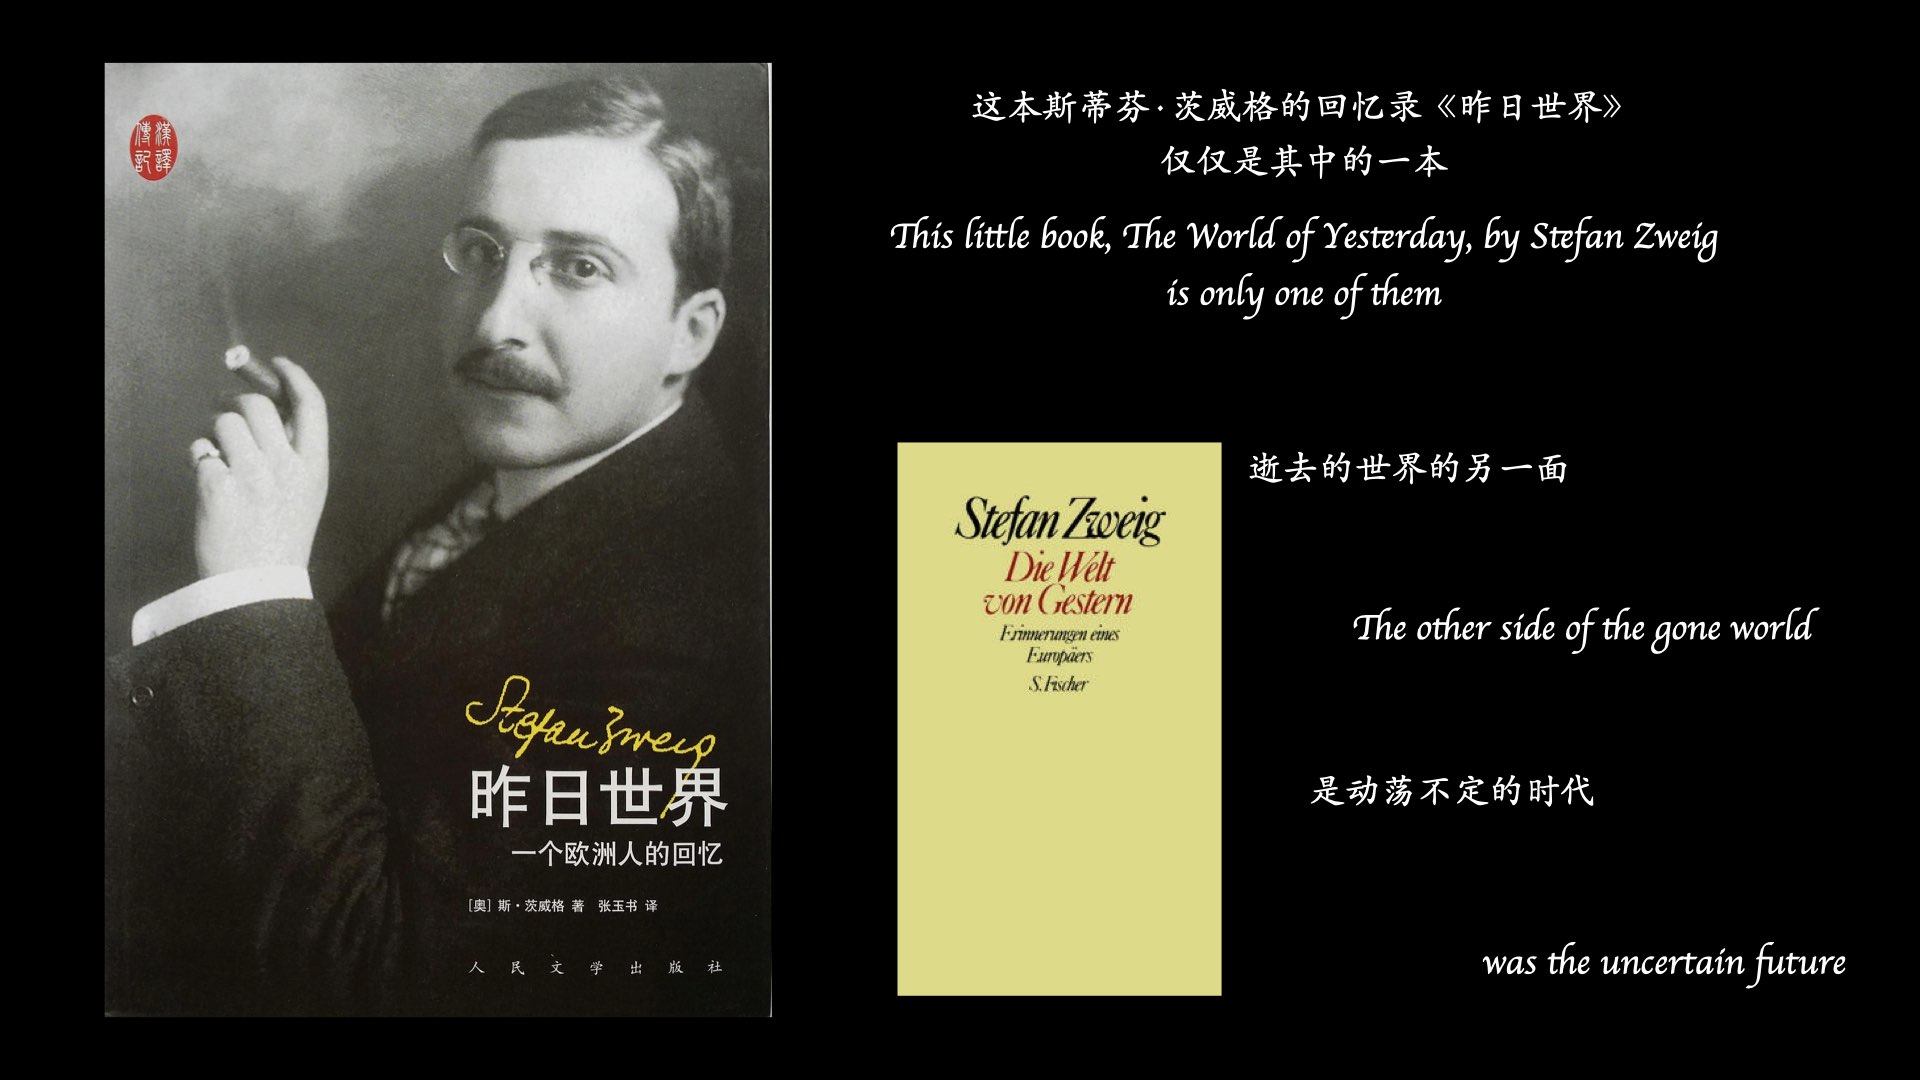 漢譯
傳記
Stefan Zweig
昨日世界
一个欧洲人的回忆
[奥] 斯·茨威格 著 张玉书 译
人民文学出版社
这本斯蒂芬·茨威格的回忆录《昨日世界》
仅仅是其中的一本
This little book, The World of Yesterday, by Stefan Zweig
is only one of them
Stefan Zweig
Die Welt
von Gestern
Erinnerungen eines
Europäers
S. Fischer
逝去的世界的另一面
The other side of the gone world
是动荡不定的时代
was the uncertain future